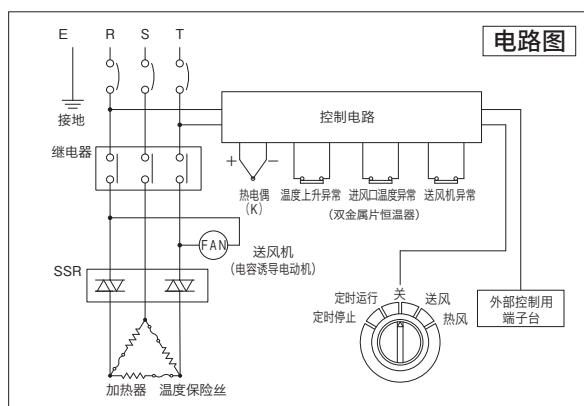 电路图
E R S T
接地
控制电路
继电器
+ −
热电偶
(K)
温度上升异常
进风口温度异常
送风机异常
(双金属片恒温器)
FAN
送风机
(电容诱导电动机)
SSR
定时运行
关
送风
定时停止
热风
外部控制用
端子台
加热器
温度保险丝